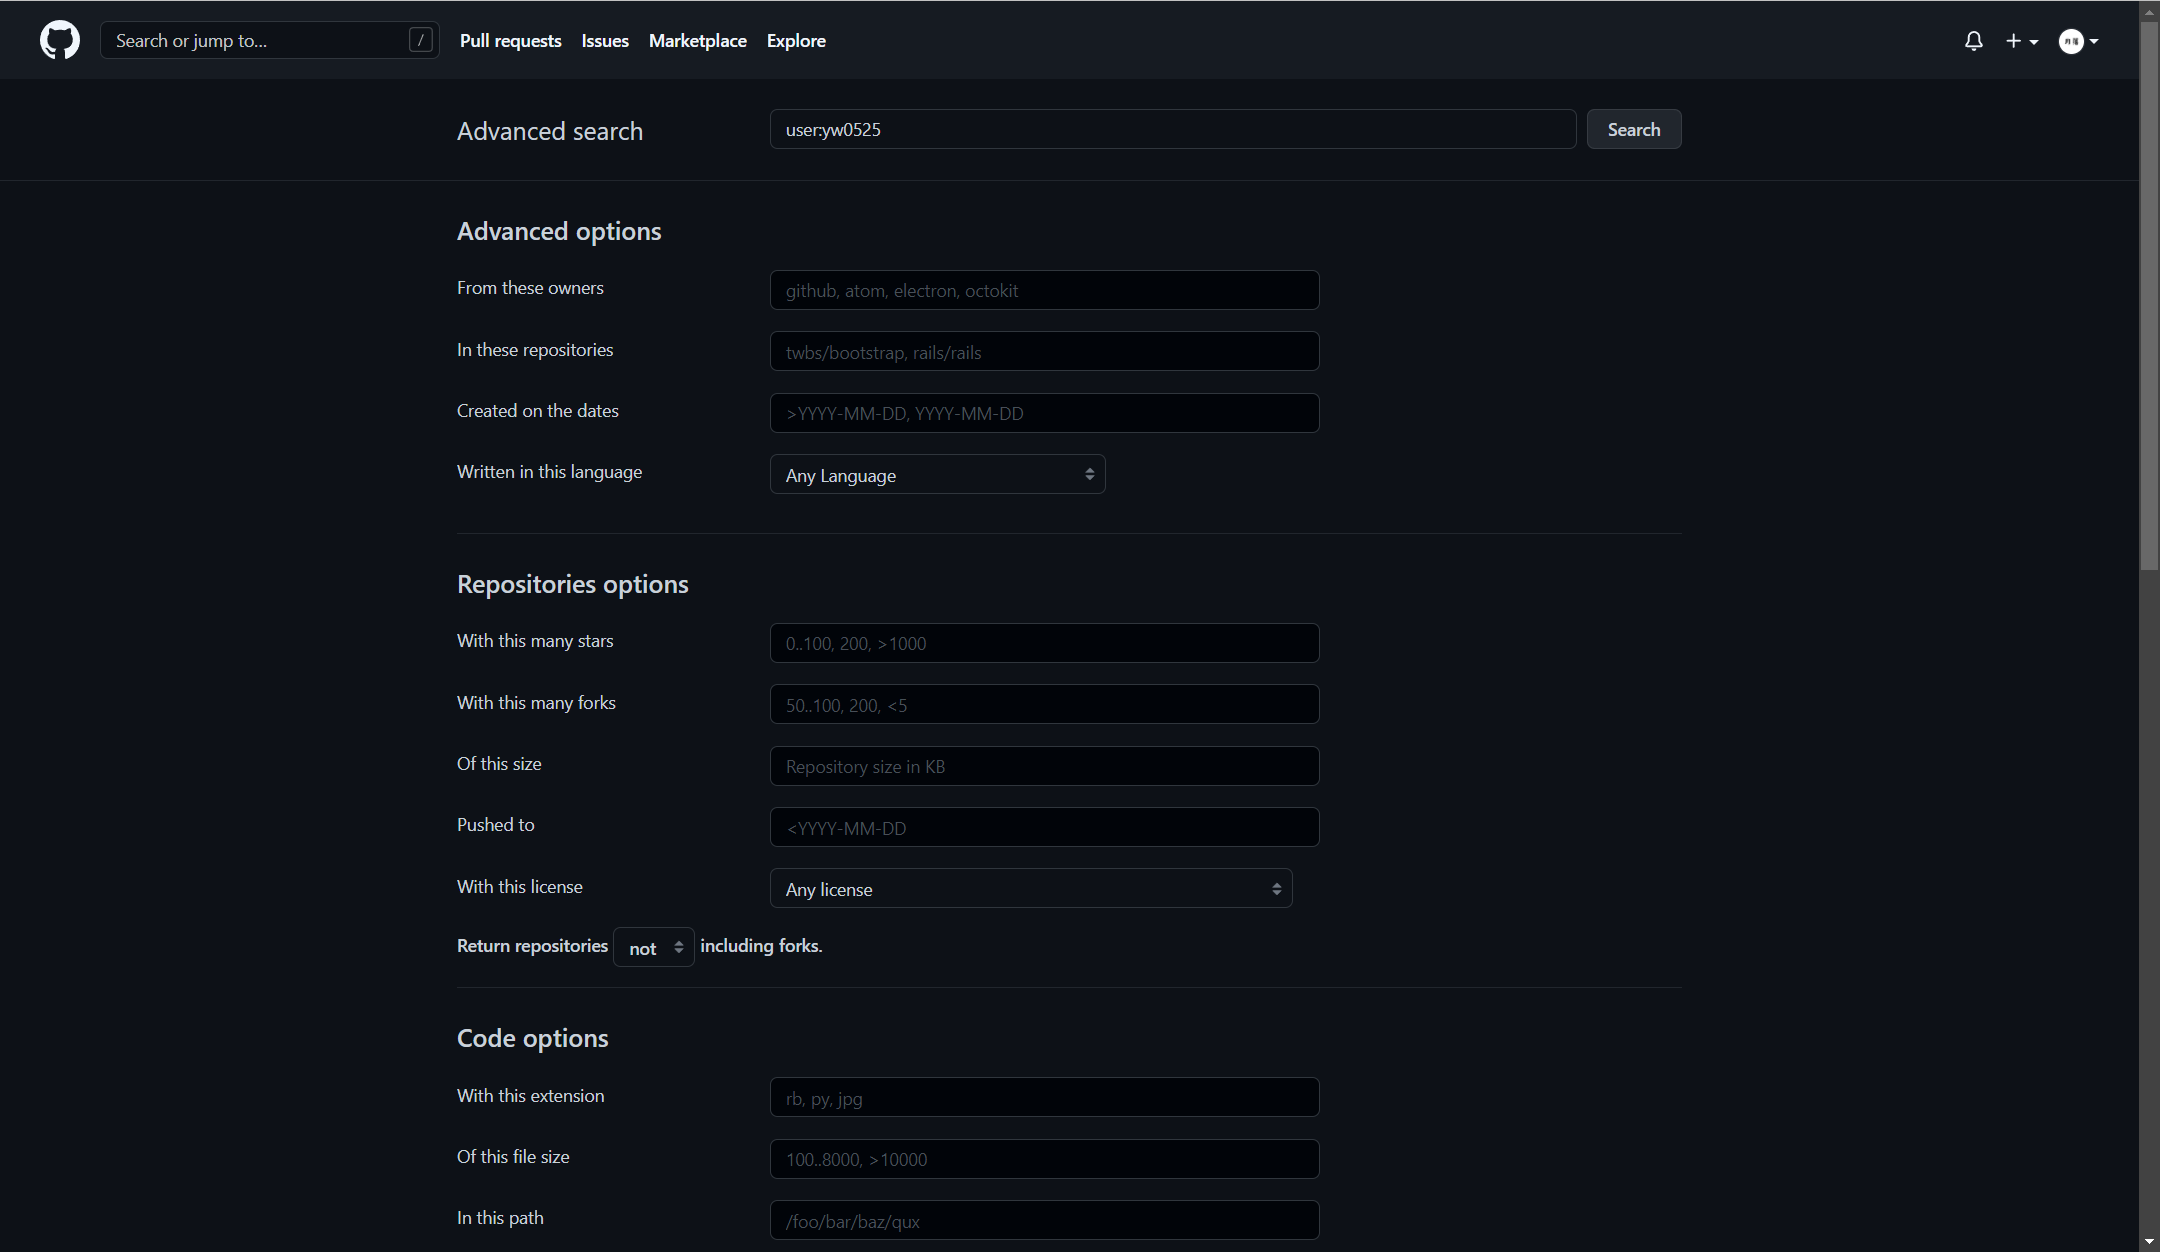 Search or jump to... / Pull requests Issues Marketplace Explore
Advanced search user:yw0525 Search
Advanced options
From these owners github, atom, electron, octokit
In these repositories twbs/bootstrap, rails/rails
Created on the dates >YYYY-MM-DD, YYYY-MM-DD
Written in this language Any Language
Repositories options
With this many stars 0..100, 200, >1000
With this many forks 50..100, 200, <5
Of this size Repository size in KB
Pushed to <YYYY-MM-DD
With this license Any license
Return repositories not including forks.
Code options
With this extension rb, py, jpg
Of this file size 100..8000, >10000
In this path /foo/bar/baz/qux